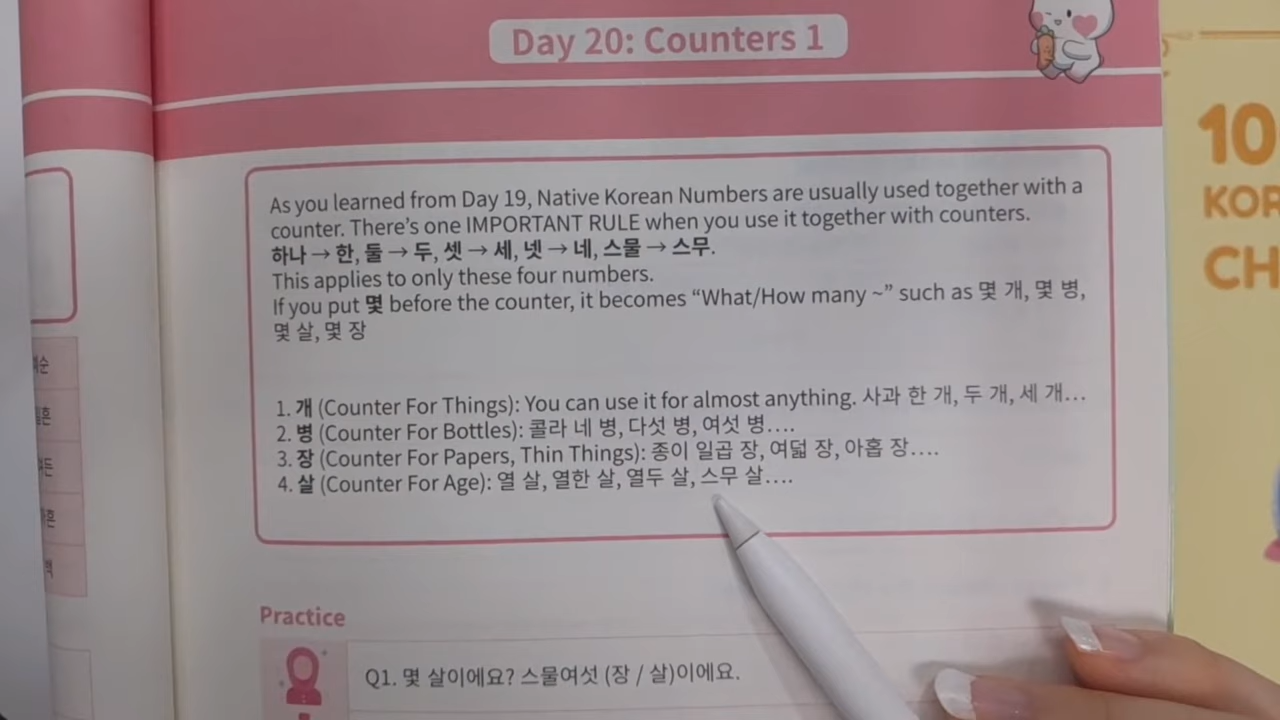 Day 20: Counters 1
As you learned from Day 19, Native Korean Numbers are usually used together with a
counter. There's one IMPORTANT RULE when you use it together with counters.
하나 → 한, 둘 → 두, 셋 → 세, 넷 → 네, 스물 → 스무.
This applies to only these four numbers.
If you put 몇 before the counter, it becomes “What/How many ~” such as 몇 개, 몇 병,
몇 살, 몇 장
1. 개 (Counter For Things): You can use it for almost anything. 사과 한 개, 두 개, 세 개…
2. 병 (Counter For Bottles): 콜라 네 병, 다섯 병, 여섯 병….
3. 장 (Counter For Papers, Thin Things): 종이 일곱 장, 여덟 장, 아홉 장….
4. 살 (Counter For Age): 열 살, 열한 살, 열두 살, 스무 살….
Practice
Q1. 몇 살이에요? 스물여섯 (장 / 살)이에요.
10